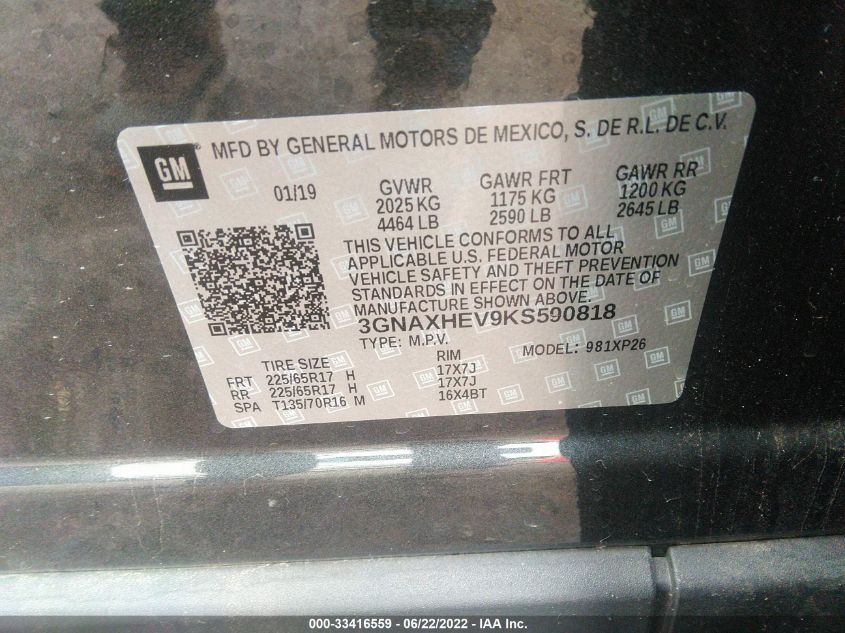 GM ® MFD BY GENERAL MOTORS DE MEXICO, S. DE R.L. DE C.V.
01/19 GVWR GAWR FRT GAWR RR
2025 KG 1175 KG 1200 KG
4464 LB 2590 LB 2645 LB
THIS VEHICLE CONFORMS TO ALL
APPLICABLE U.S. FEDERAL MOTOR
VEHICLE SAFETY AND THEFT PREVENTION
STANDARDS IN EFFECT ON THE DATE OF
MANUFACTURE SHOWN ABOVE.
3GNAXHEV9KS590818
TYPE: M.P.V. MODEL: 981XP26
TIRE SIZE RIM
FRT 225/65R17 H 17X7J
RR 225/65R17 H 17X7J
SPA T135/70R16 M 16X4BT
000-33416559 - 06/22/2022 - IAA Inc.